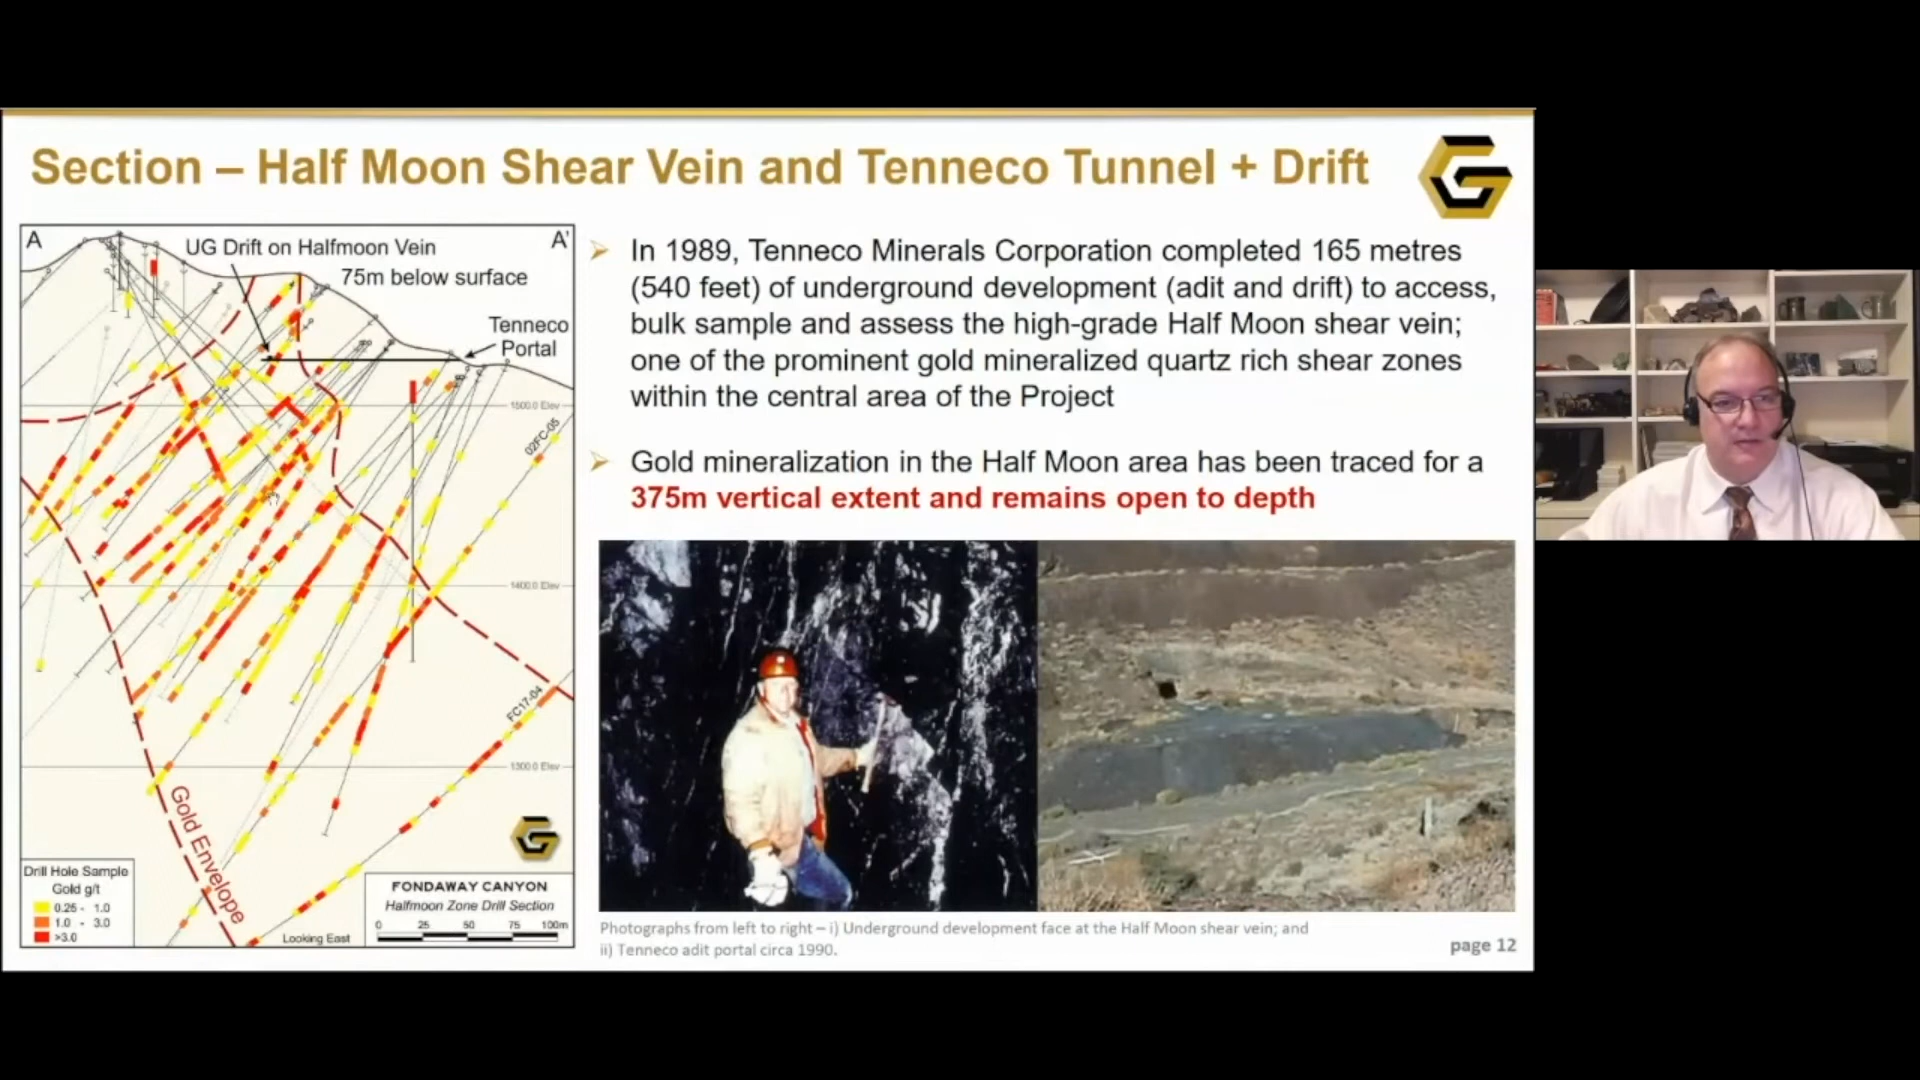 Section – Half Moon Shear Vein and Tenneco Tunnel + Drift
A
UG Drift on Halfmoon Vein
A'
75m below surface
Tenneco
Portal
1500.0 Elev
02FC-05
1400.0 Elev
FC17-04
1300.0 Elev
Gold Envelope
Drill Hole Sample
Gold g/t
0.25 - 1.0
1.0 - 3.0
>3.0
Looking East
FONDAWAY CANYON
Halfmoon Zone Drill Section
0 25 50 75 100m
In 1989, Tenneco Minerals Corporation completed 165 metres
(540 feet) of underground development (adit and drift) to access,
bulk sample and assess the high-grade Half Moon shear vein;
one of the prominent gold mineralized quartz rich shear zones
within the central area of the Project
Gold mineralization in the Half Moon area has been traced for a
375m vertical extent and remains open to depth
Photographs from left to right – i) Underground development face at the Half Moon shear vein; and
ii) Tenneco adit portal circa 1990.
page 12